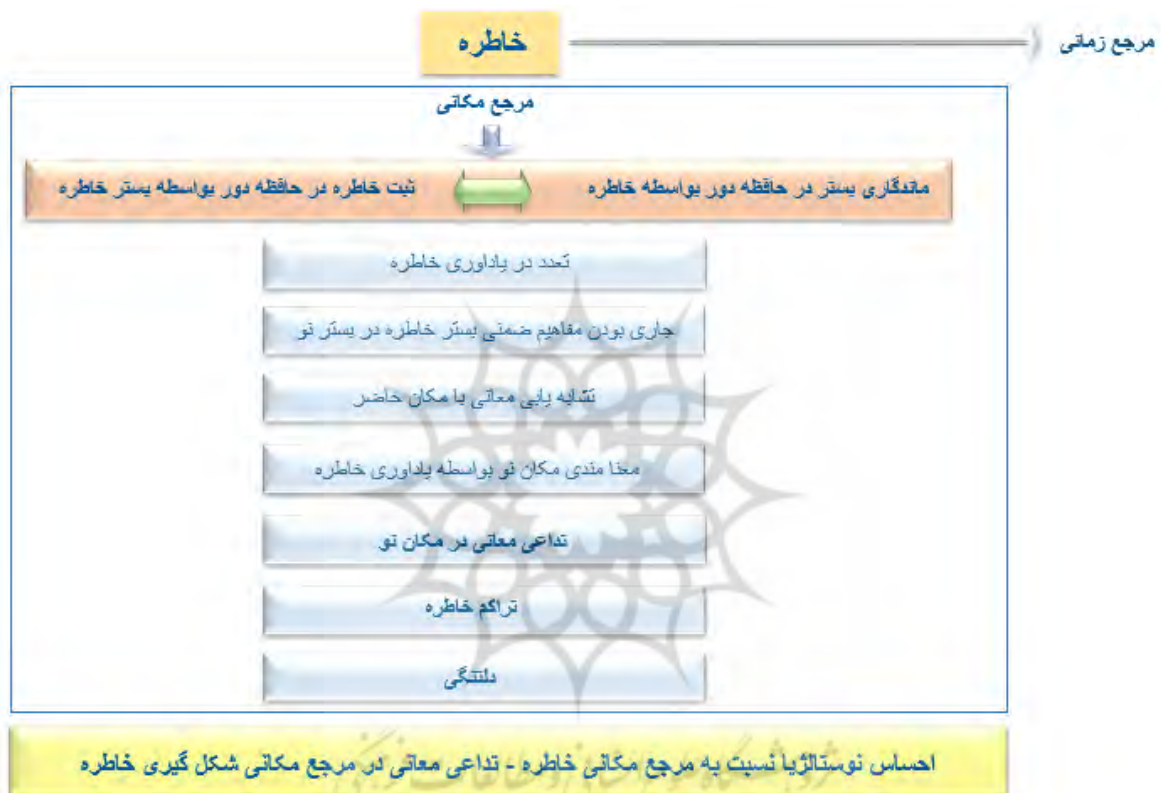 خاطره
مرجع زمانی
مرجع مکانی
ماندگاری بستر در حافظه دور بواسطه خاطره
ثبت خاطره در حافظه دور بواسطه بستر خاطره
تعدد در یاداوری خاطره
جاری بودن مفاهیم ضمنی بستر خاطره در بستر نو
تشابه یابی معانی با مکان حاضر
معنا مندی مکان نو بواسطه یاداوری خاطره
تداعی معانی در مکان نو
تراکم خاطره
دلتنگی
احساس نوستالژیا نسبت به مرجع مکانی خاطره - تداعی معانی در مرجع مکانی شکل گیری خاطره